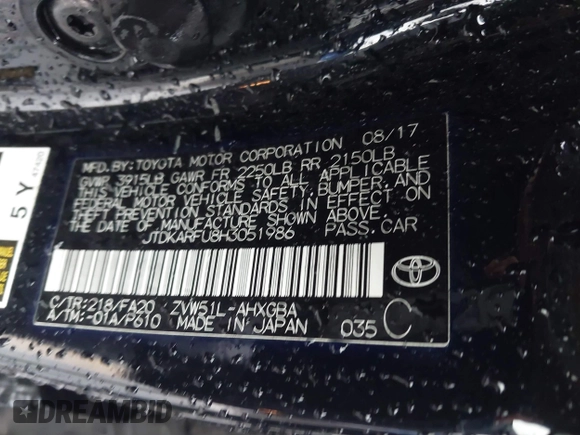 MFD.BY:TOYOTA MOTOR CORPORATION 08/17
GVWR 3915LB GAWR FR 2250LB RR 2150LB
THIS VEHICLE CONFORMS TO ALL APPLICABLE
FEDERAL MOTOR VEHICLE SAFETY,BUMPER, AND
THEFT PREVENTION STANDARDS IN EFFECT ON
THE DATE OF MANUFACTURE SHOWN ABOVE.
JTDKARFU8H3051986 PASS.CAR
C/TR:218/FA20 ZVW51L-AHXGBA
A/TM:-01A/P610 MADE IN JAPAN 035 C
5 Y
47420
DREAMBID